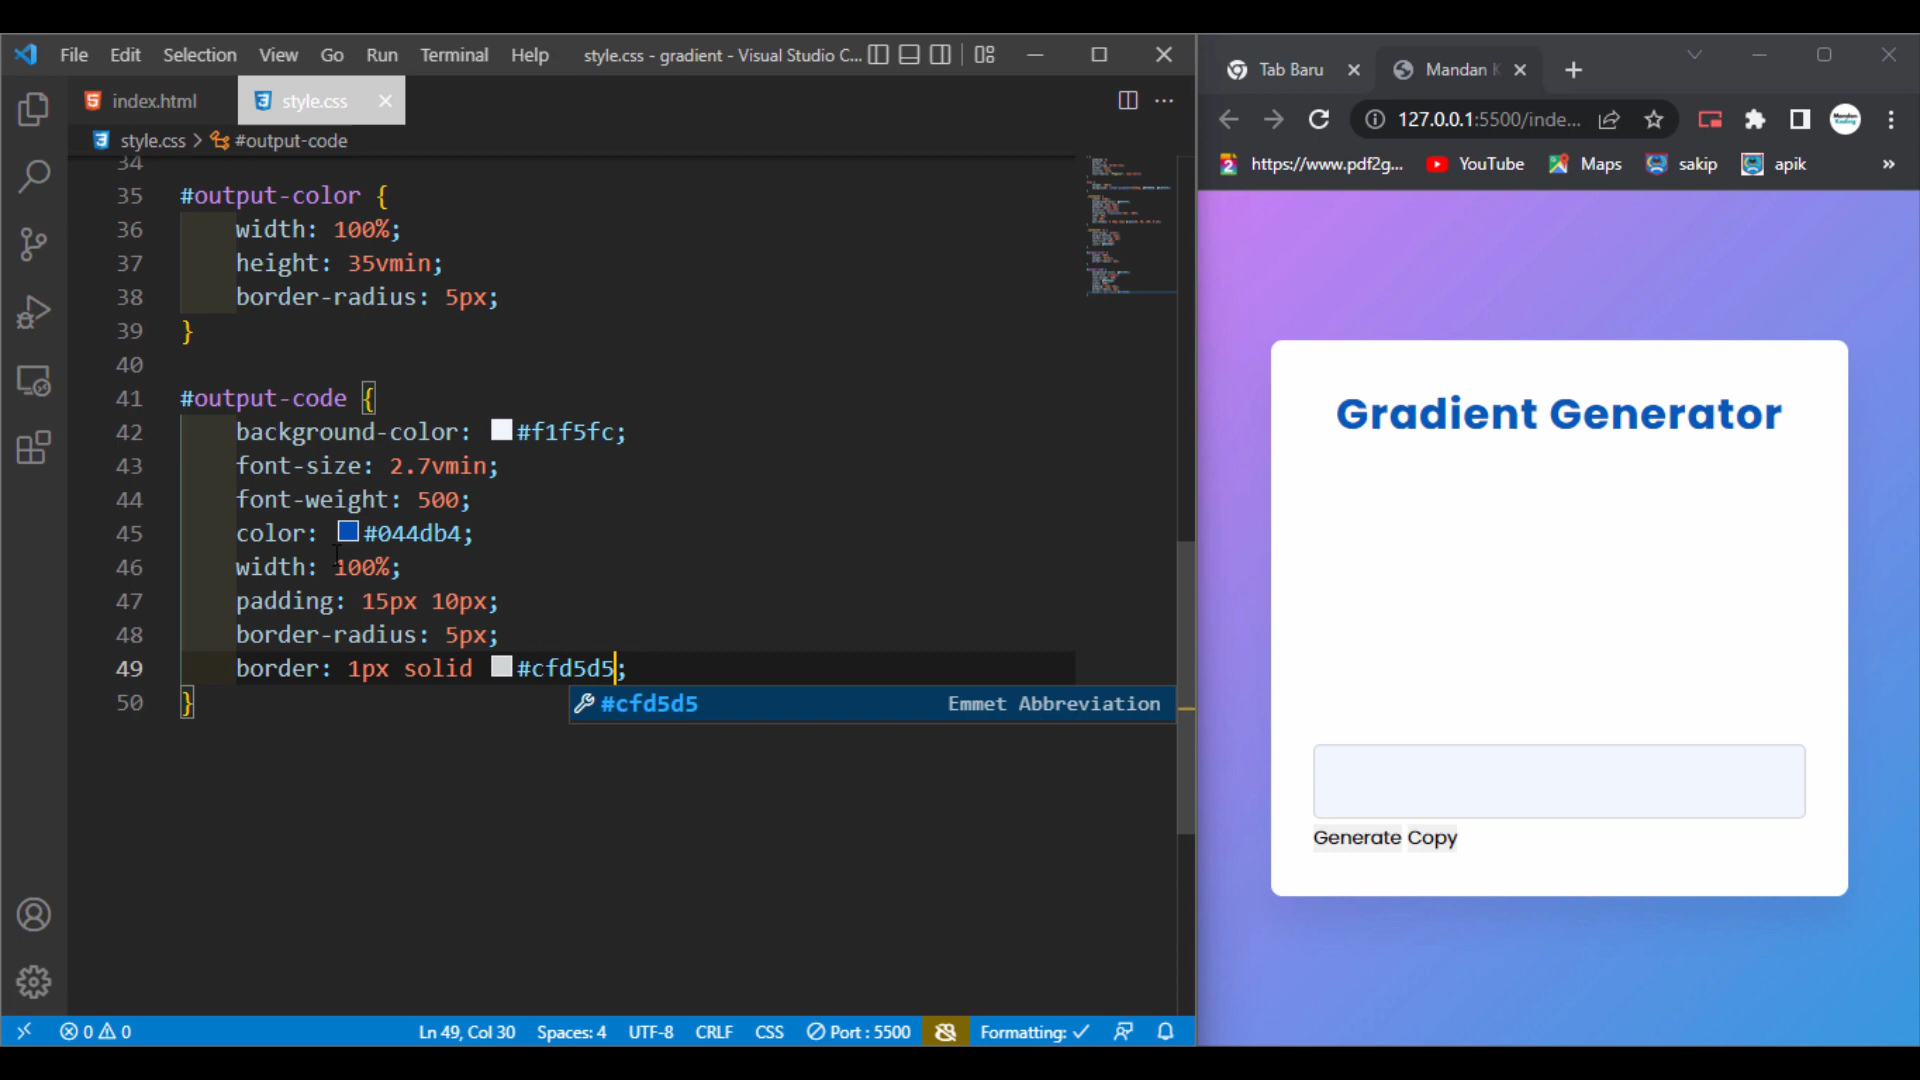 File Edit Selection View Go Run Terminal Help style.css - gradient - Visual Studio C...
index.html style.css
style.css > #output-code
34
35 #output-color {
36 width: 100%;
37 height: 35vmin;
38 border-radius: 5px;
39 }
40
41 #output-code {
42 background-color: #f1f5fc;
43 font-size: 2.7vmin;
44 font-weight: 500;
45 color: #044db4;
46 width: 100%;
47 padding: 15px 10px;
48 border-radius: 5px;
49 border: 1px solid #cfd5d5;
50 }
#cfd5d5 Emmet Abbreviation
0 0 Ln 49, Col 30 Spaces: 4 UTF-8 CRLF CSS Port : 5500 Formatting: ✓
Tab Baru Mandan K
127.0.0.1:5500/inde...
https://www.pdf2g... YouTube Maps sakip apik »
Gradient Generator
Generate Copy